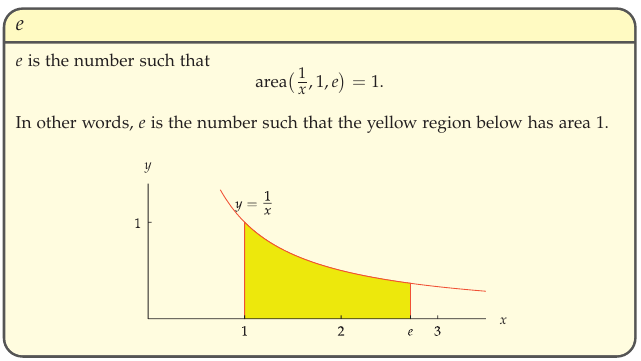 e
e is the number such that
area(1/x, 1, e) = 1.
In other words, e is the number such that the yellow region below has area 1.
y
y = 1/x
1
x
1 2 e 3